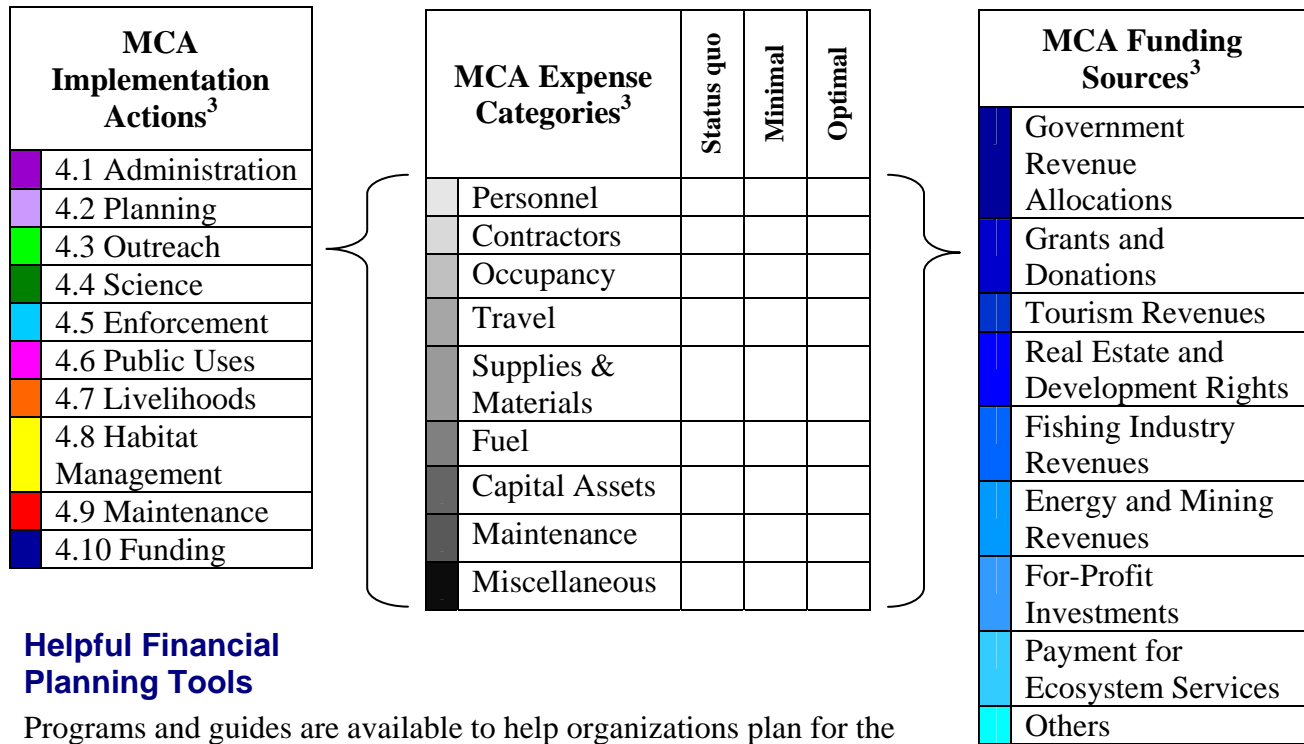 MCA
Implementation
Actions3
4.1 Administration
4.2 Planning
4.3 Outreach
4.4 Science
4.5 Enforcement
4.6 Public Uses
4.7 Livelihoods
4.8 Habitat
Management
4.9 Maintenance
4.10 Funding
MCA Expense
Categories3
Status quo
Minimal
Optimal
Personnel
Contractors
Occupancy
Travel
Supplies &
Materials
Fuel
Capital Assets
Maintenance
Miscellaneous
MCA Funding
Sources3
Government
Revenue
Allocations
Grants and
Donations
Tourism Revenues
Real Estate and
Development Rights
Fishing Industry
Revenues
Energy and Mining
Revenues
For-Profit
Investments
Payment for
Ecosystem Services
Others
Helpful Financial
Planning Tools
Programs and guides are available to help organizations plan for the